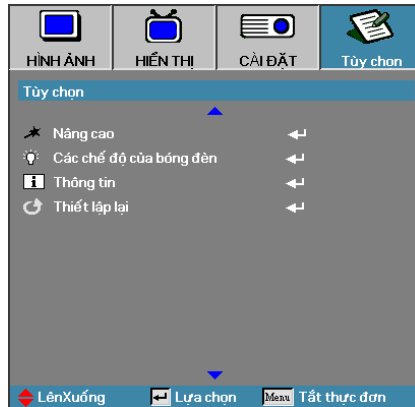 HÌNH ẢNH HIỂN THỊ CÀI ĐẶT Tùy chọn
Tùy chọn
Nâng cao
Các chế độ của bóng đèn
Thông tin
Thiết lập lại
LênXuống Lựa chọn Menu Tắt thực đơn